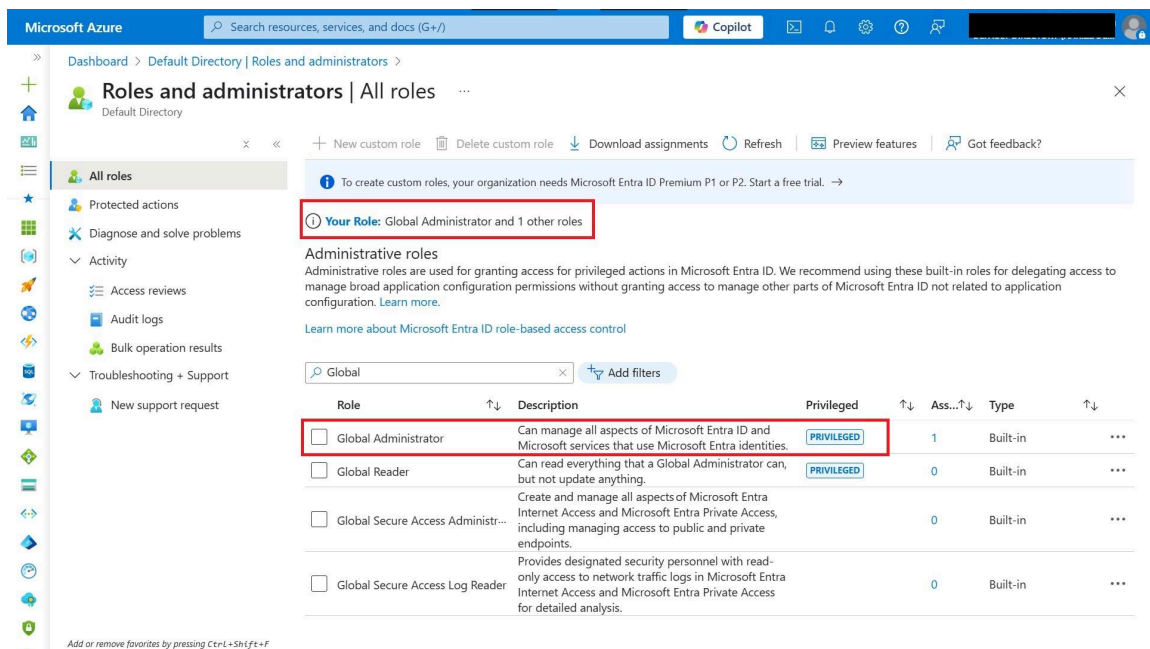 Microsoft Azure
Search resources, services, and docs (G+/)
Copilot
Dashboard > Default Directory | Roles and administrators >
Roles and administrators | All roles ...
Default Directory
New custom role
Delete custom role
Download assignments
Refresh
Preview features
Got feedback?
All roles
Protected actions
Diagnose and solve problems
Activity
Access reviews
Audit logs
Bulk operation results
Troubleshooting + Support
New support request
To create custom roles, your organization needs Microsoft Entra ID Premium P1 or P2. Start a free trial. →
Your Role: Global Administrator and 1 other roles
Administrative roles
Administrative roles are used for granting access for privileged actions in Microsoft Entra ID. We recommend using these built-in roles for delegating access to
manage broad application configuration permissions without granting access to manage other parts of Microsoft Entra ID not related to application
configuration. Learn more.
Learn more about Microsoft Entra ID role-based access control
Global
Add filters
Role Description Privileged Ass... Type
Global Administrator
Can manage all aspects of Microsoft Entra ID and
Microsoft services that use Microsoft Entra identities.
PRIVILEGED 1 Built-in ...
Global Reader
Can read everything that a Global Administrator can,
but not update anything.
PRIVILEGED 0 Built-in ...
Global Secure Access Administr...
Create and manage all aspects of Microsoft Entra
Internet Access and Microsoft Entra Private Access,
including managing access to public and private
endpoints.
0 Built-in ...
Global Secure Access Log Reader
Provides designated security personnel with read-
only access to network traffic logs in Microsoft Entra
Internet Access and Microsoft Entra Private Access
for detailed analysis.
0 Built-in ...
SQL
Add or remove favorites by pressing Ctrl+Shift+F